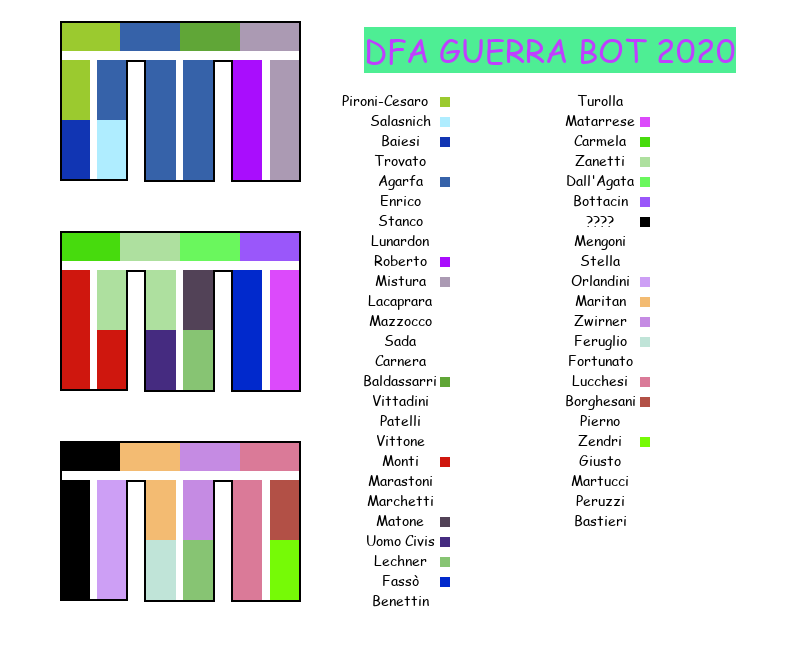 DFA GUERRA BOT 2020
Pironi-Cesaro
Salasnich
Baiesi
Trovato
Agarfa
Enrico
Stanco
Lunardon
Roberto
Mistura
Lacaprara
Mazzocco
Sada
Carnera
Baldassarri
Vittadini
Patelli
Vittone
Monti
Marastoni
Marchetti
Matone
Uomo Civis
Lechner
Fassò
Benettin
Turolla
Matarrese
Carmela
Zanetti
Dall'Agata
Bottacin
????
Mengoni
Stella
Orlandini
Maritan
Zwirner
Feruglio
Fortunato
Lucchesi
Borghesani
Pierno
Zendri
Giusto
Martucci
Peruzzi
Bastieri